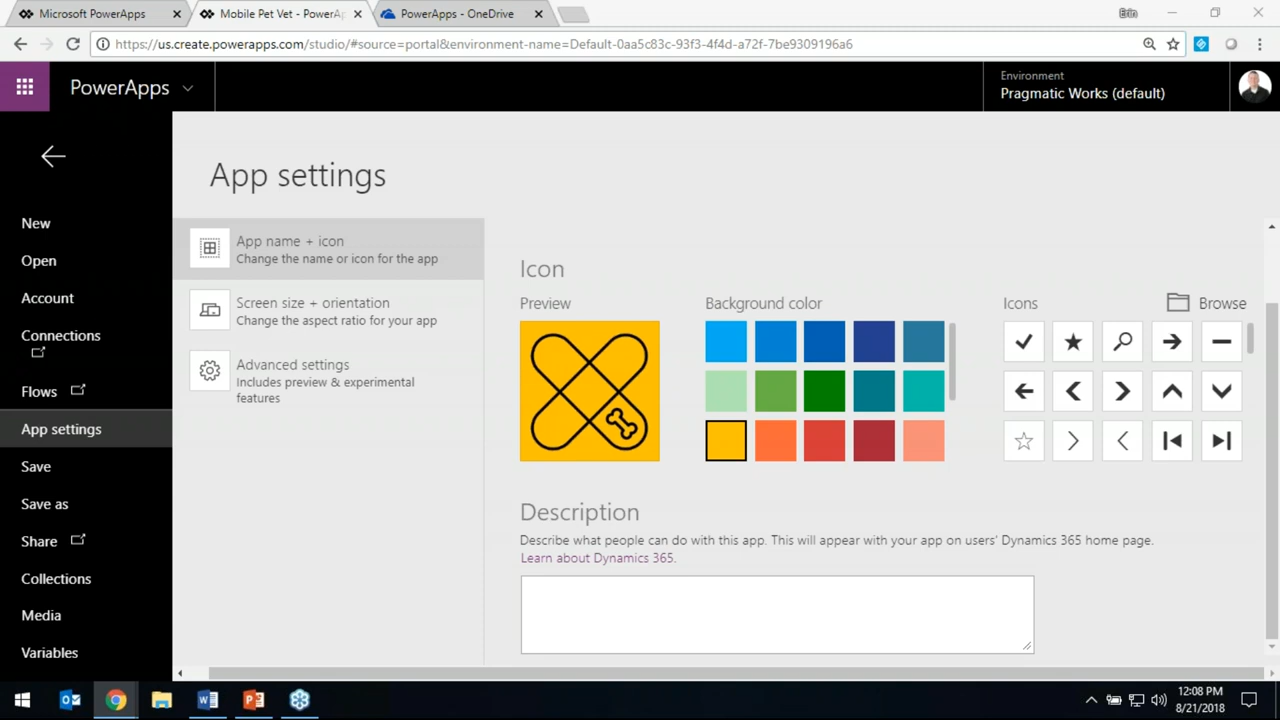 Microsoft PowerApps
Mobile Pet Vet - PowerAp
PowerApps - OneDrive
Erin
https://us.create.powerapps.com/studio/#source=portal&environment-name=Default-0aa5c83c-93f3-4f4d-a72f-7be9309196a6
PowerApps
Environment
Pragmatic Works (default)
App settings
New
Open
Account
Connections
Flows
App settings
Save
Save as
Share
Collections
Media
Variables
App name + icon
Change the name or icon for the app
Screen size + orientation
Change the aspect ratio for your app
Advanced settings
Includes preview & experimental
features
Icon
Preview
Background color
Icons
Browse
Description
Describe what people can do with this app. This will appear with your app on users' Dynamics 365 home page.
Learn about Dynamics 365.
12:08 PM
8/21/2018